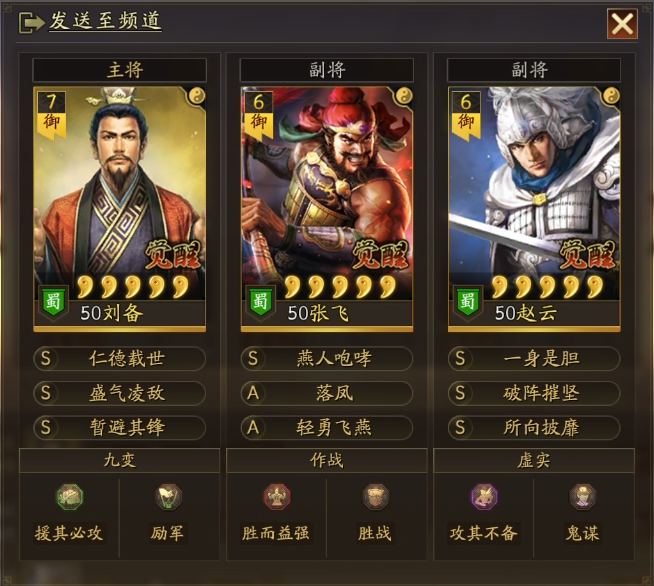 发送至频道
主将
副将
副将
7
御
6
御
6
御
觉醒
觉醒
觉醒
蜀
50刘备
蜀
50张飞
蜀
50赵云
S 仁德载世
S 燕人咆哮
S 一身是胆
S 盛气凌敌
A 落凤
S 破阵摧坚
S 暂避其锋
A 轻勇飞燕
S 所向披靡
九变
作战
虚实
援其必攻
励军
胜而益强
胜战
攻其不备
鬼谋